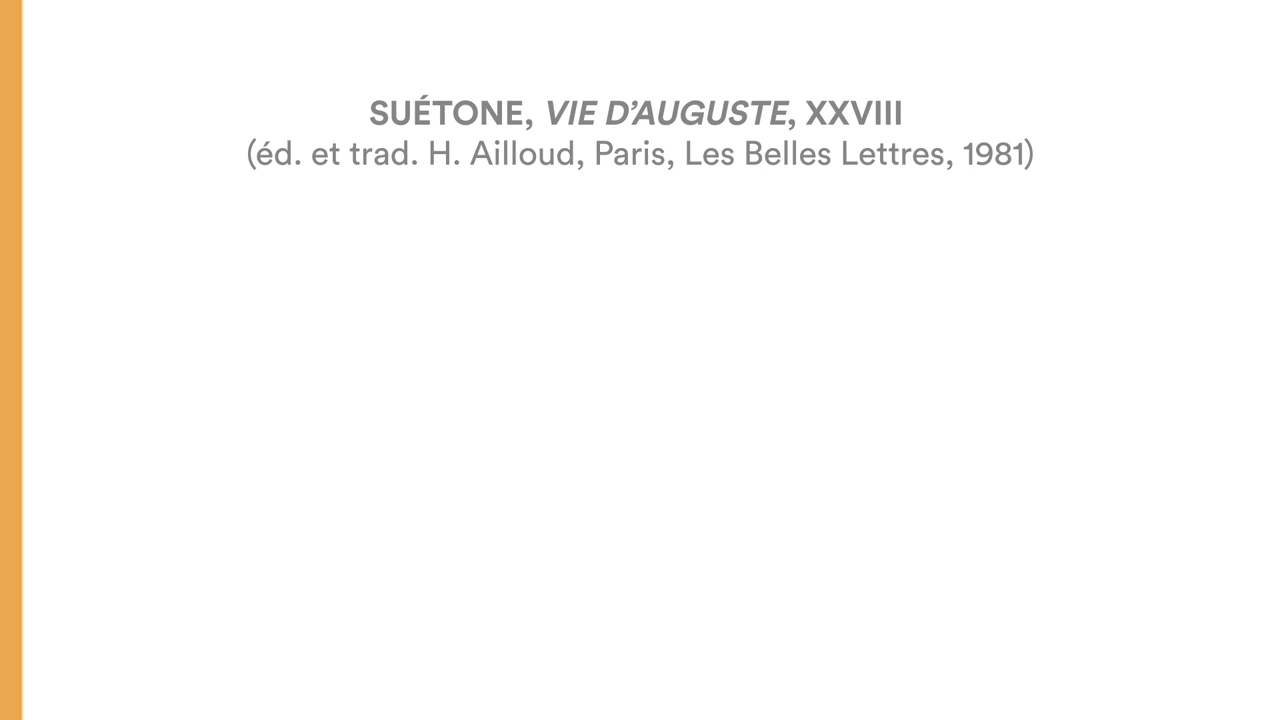 SUÉTONE, VIE D’AUGUSTE, XXVIII
(éd. et trad. H. Ailloud, Paris, Les Belles Lettres, 1981)